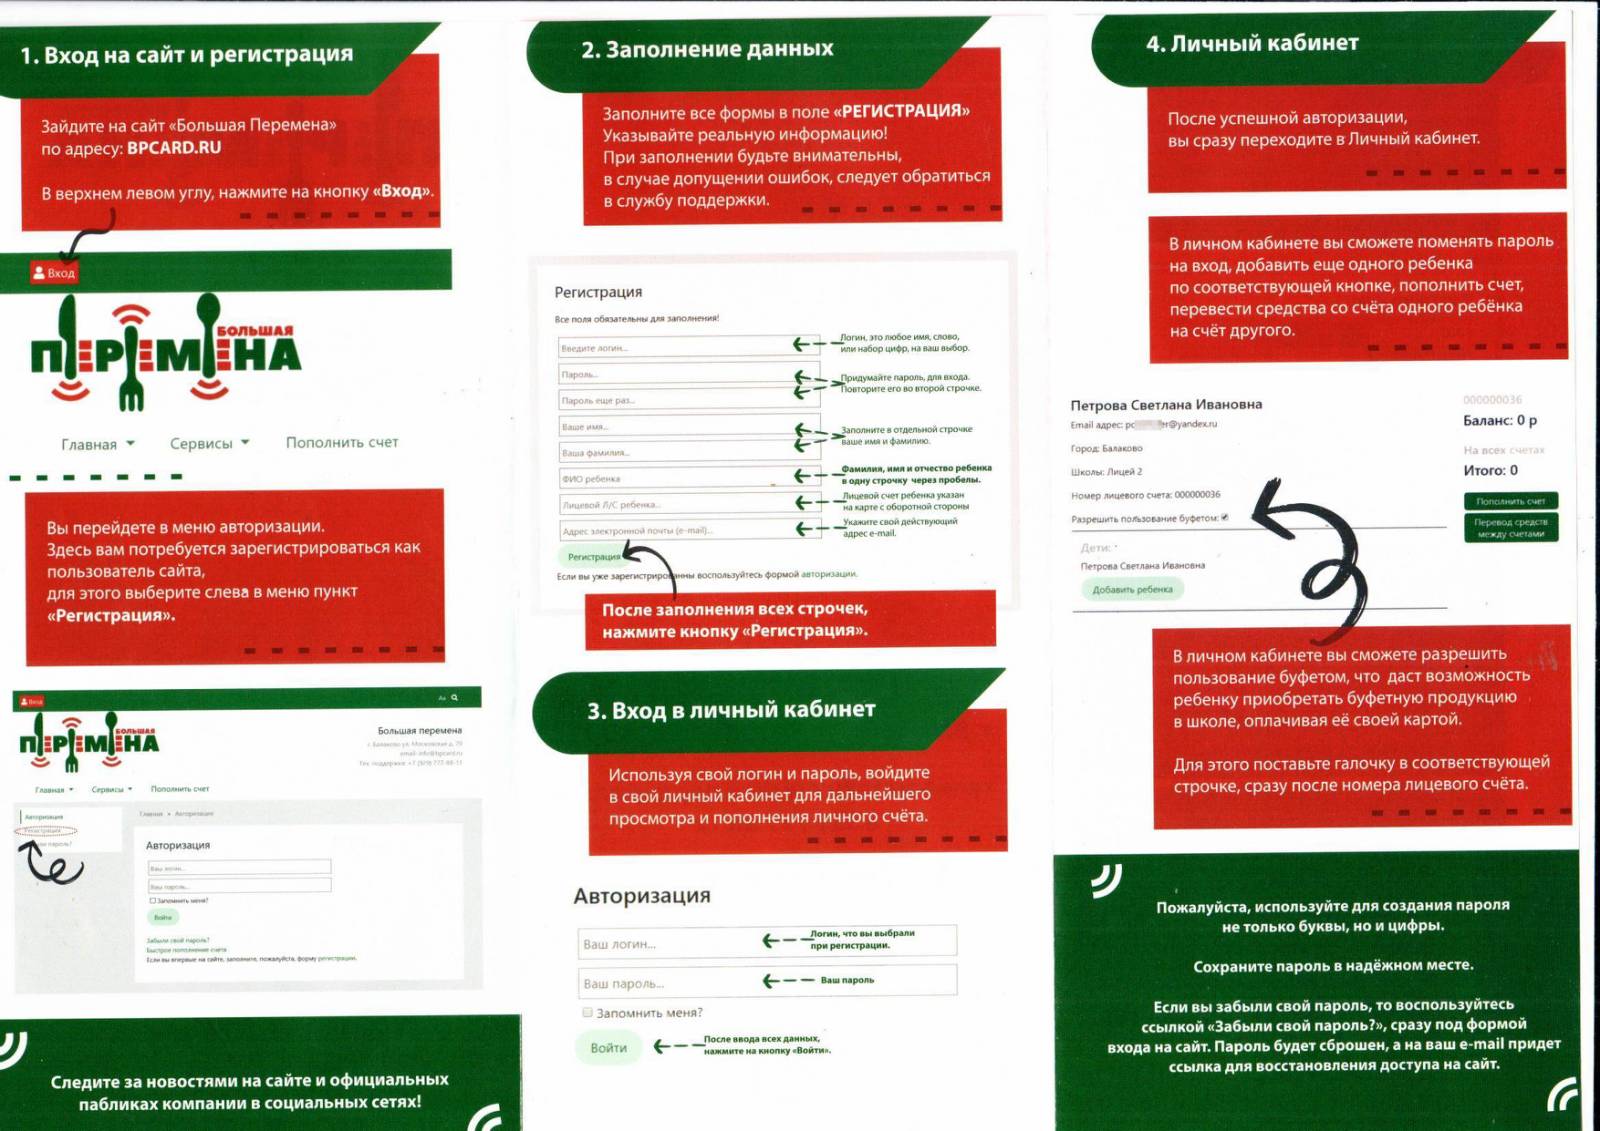 1. Вход на сайт и регистрация
Зайдите на сайт «Большая Перемена»
по адресу: BPCARD.RU
В верхнем левом углу, нажмите на кнопку «Вход».
Вход
БОЛЬШАЯ
ПЕРЕМЕНА
Главная
Сервисы
Пополнить счет
Вы перейдете в меню авторизации.
Здесь вам потребуется зарегистрироваться как
пользователь сайта,
для этого выберите слева в меню пункт
«Регистрация».
Вход
Аа
БОЛЬШАЯ
ПЕРЕМЕНА
Большая перемена
г. Балаково ул. Московская д. 70
email: info@bpcard.ru
Тех. поддержка:
Главная
Сервисы
Пополнить счет
Авторизация
Регистрация
пароль?
Главная » Авторизация
Авторизация
Ваш логин...
Ваш пароль...
Запомнить меня?
Войти
Забыли свой пароль?
Быстрое пополнение счёта
Если вы впервые на сайте, заполните, пожалуйста, форму регистрации.
Следите за новостями на сайте и официальных
пабликах компании в социальных сетях!
2. Заполнение данных
Заполните все формы в поле «РЕГИСТРАЦИЯ»
Указывайте реальную информацию!
При заполнении будьте внимательны,
в случае допущении ошибок, следует обратиться
в службу поддержки.
Регистрация
Все поля обязательны для заполнения!
Введите логин...
Логин, это любое имя, слово,
или набор цифр, на ваш выбор.
Пароль...
Пароль еще раз...
Придумайте пароль, для входа.
Повторите его во второй строчке.
Ваше имя...
Ваша фамилия...
Заполните в отдельной строчке
ваше имя и фамилию.
ФИО ребенка
Фамилия, имя и отчество ребенка
в одну строчку через пробелы.
Лицевой Л/С ребенка...
Лицевой счет ребенка указан
на карте с оборотной стороны
Адрес электронной почты (e-mail)...
Укажите свой действующий
адрес e-mail.
Регистрация
Если вы уже зарегистрированны воспользуйтесь формой авторизации.
После заполнения всех строчек,
нажмите кнопку «Регистрация».
3. Вход в личный кабинет
Используя свой логин и пароль, войдите
в свой личный кабинет для дальнейшего
просмотра и пополнения личного счёта.
Авторизация
Ваш логин...
Логин, что вы выбрали
при регистрации.
Ваш пароль...
Ваш пароль
Запомнить меня?
Войти
После ввода всех данных,
нажмите на кнопку «Войти».
4. Личный кабинет
После успешной авторизации,
вы сразу переходите в Личный кабинет.
В личном кабинете вы сможете поменять пароль
на вход, добавить еще одного ребенка
по соответствующей кнопке, пополнить счет,
перевести средства со счёта одного ребёнка
на счёт другого.
Петрова Светлана Ивановна
Email адрес: po er@yandex.ru
Город: Балаково
Школы: Лицей 2
Номер лицевого счета: 000000036
Разрешить пользование буфетом:
Дети:
Петрова Светлана Ивановна
Добавить ребенка
000000036
Баланс: 0 р
На всех счетах
Итого: 0
Пополнить счет
Перевод средств
между счетами
В личном кабинете вы сможете разрешить
пользование буфетом, что даст возможность
ребенку приобретать буфетную продукцию
в школе, оплачивая её своей картой.
Для этого поставьте галочку в соответствующей
строчке, сразу после номера лицевого счёта.
Пожалуйста, используйте для создания пароля
не только буквы, но и цифры.
Сохраните пароль в надёжном месте.
Если вы забыли свой пароль, то воспользуйтесь
ссылкой «Забыли свой пароль?», сразу под формой
входа на сайт. Пароль будет сброшен, а на ваш e-mail придет
ссылка для восстановления доступа на сайт.